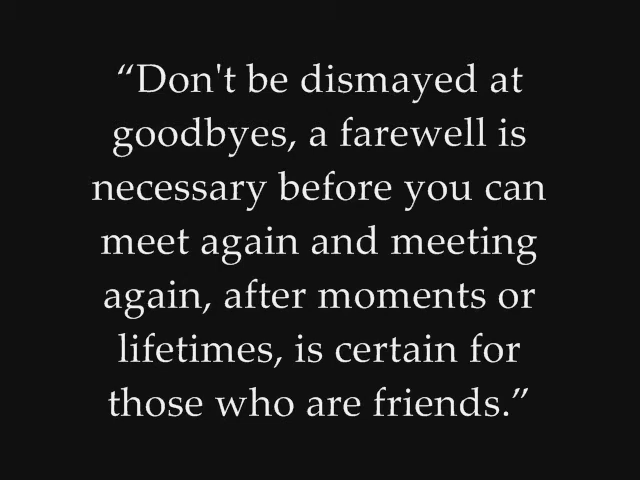 “Don't be dismayed at
goodbyes, a farewell is
necessary before you can
meet again and meeting
again, after moments or
lifetimes, is certain for
those who are friends.”